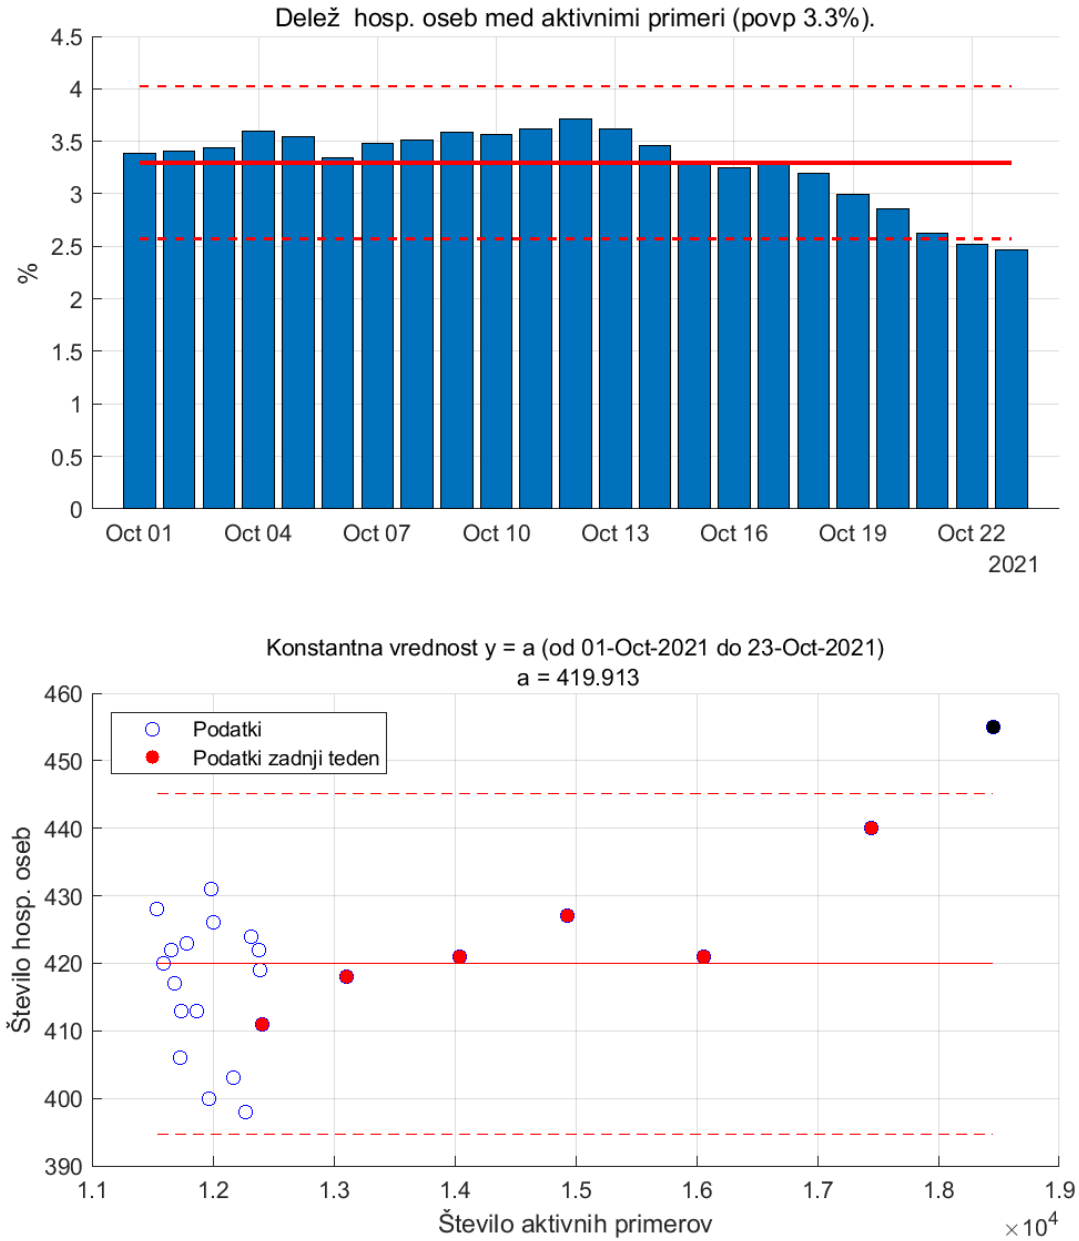 Delež  hosp. oseb med aktivnimi primeri (povp 3.3%).
4.5
4
3.5
3
2.5
2
1.5
1
0.5
0
%
Oct 01 Oct 04 Oct 07 Oct 10 Oct 13 Oct 16 Oct 19 Oct 22
2021
Konstantna vrednost y = a (od 01-Oct-2021 do 23-Oct-2021)
a = 419.913
460
450
440
430
420
410
400
390
Število hosp. oseb
Podatki
Podatki zadnji teden
1.1 1.2 1.3 1.4 1.5 1.6 1.7 1.8 1.9
Število aktivnih primerov
×10⁴